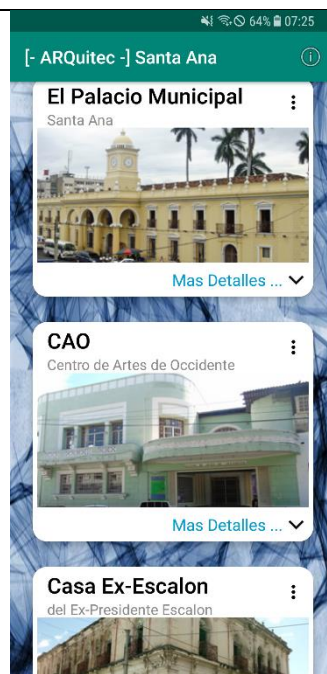 64% 07:25
[- ARQuitec -] Santa Ana
El Palacio Municipal
Santa Ana
Mas Detalles ...
CAO
Centro de Artes de Occidente
Mas Detalles ...
Casa Ex-Escalon
del Ex-Presidente Escalon